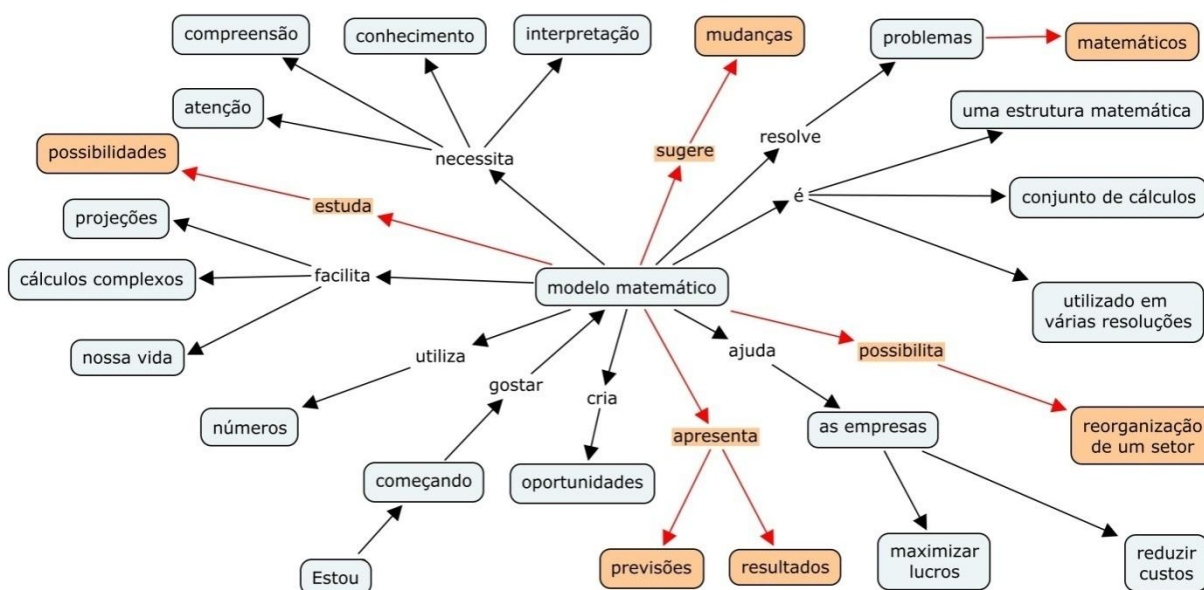 compreensão
conhecimento
interpretação
mudanças
problemas
matemáticos
atenção
uma estrutura matemática
possibilidades
necessita
sugere
resolve
é
conjunto de cálculos
estuda
projeções
cálculos complexos
facilita
modelo matemático
utilizado em
várias resoluções
nossa vida
utiliza
gostar
cria
ajuda
possibilita
números
apresenta
as empresas
reorganização
de um setor
começando
oportunidades
Estou
previsões
resultados
maximizar
lucros
reduzir
custos